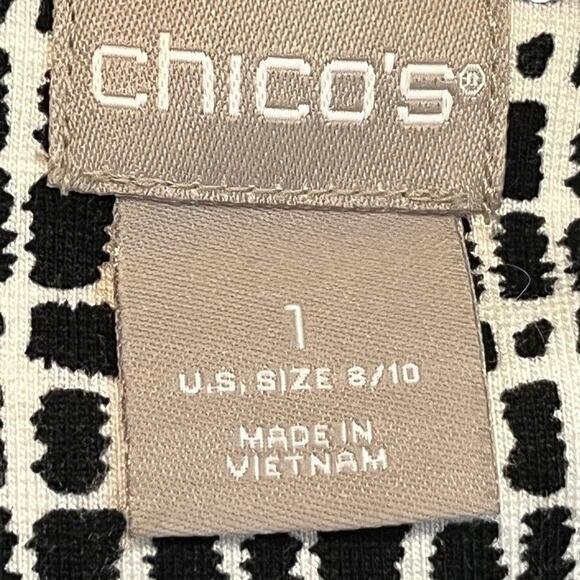 chico's®
1
U.S. SIZE 8/10
MADE IN
VIETNAM